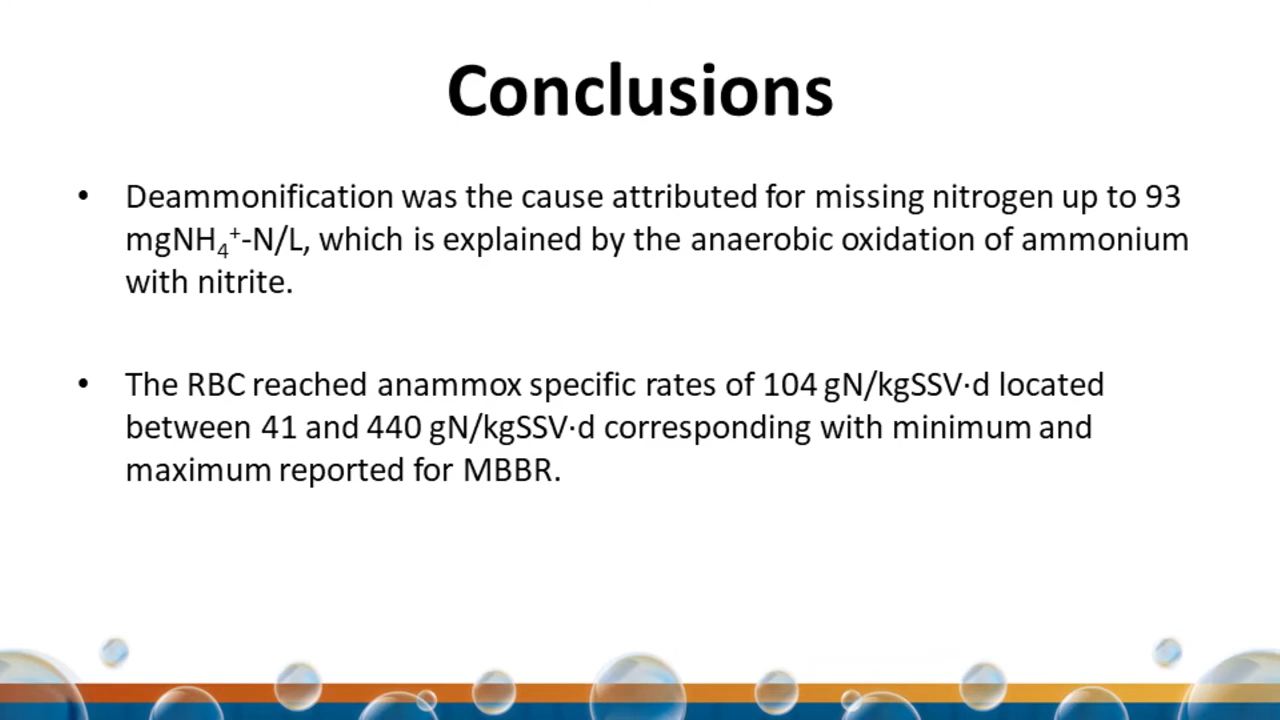 Conclusions
• Deammonification was the cause attributed for missing nitrogen up to 93
mgNH₄⁺-N/L, which is explained by the anaerobic oxidation of ammonium
with nitrite.
• The RBC reached anammox specific rates of 104 gN/kgSSV·d located
between 41 and 440 gN/kgSSV·d corresponding with minimum and
maximum reported for MBBR.